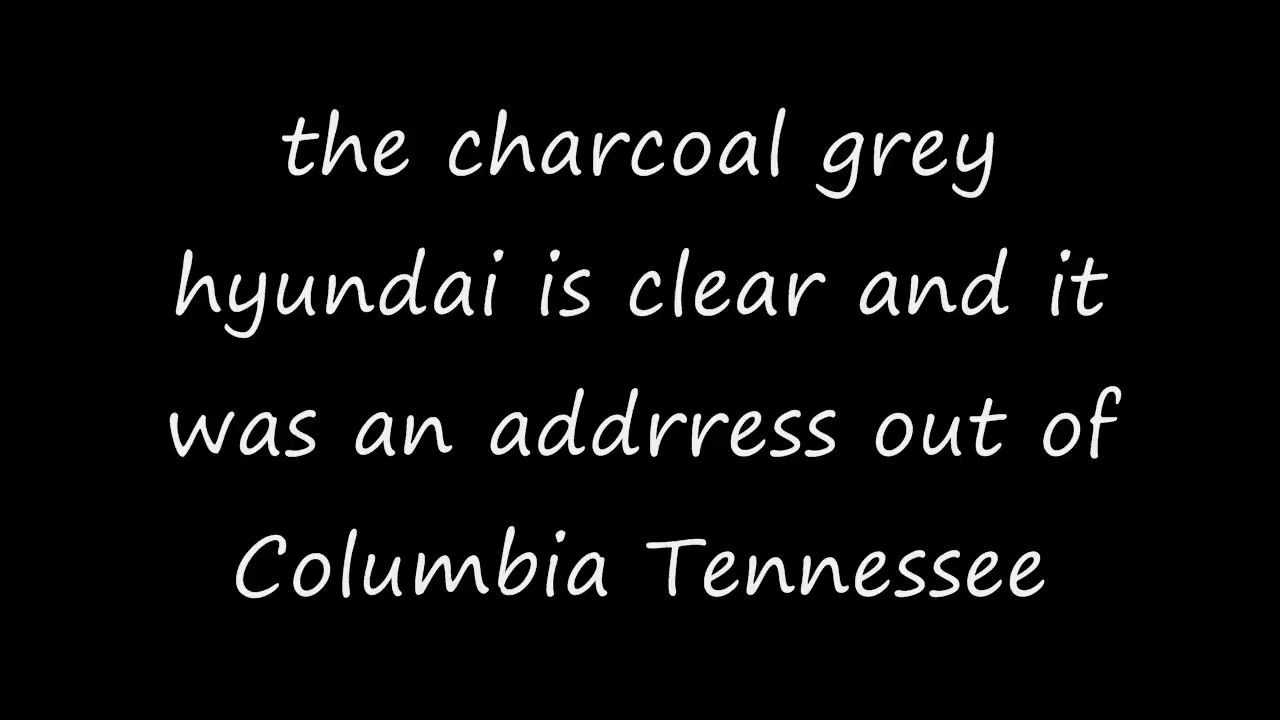 the charcoal grey
hyundai is clear and it
was an addrress out of
Columbia Tennessee